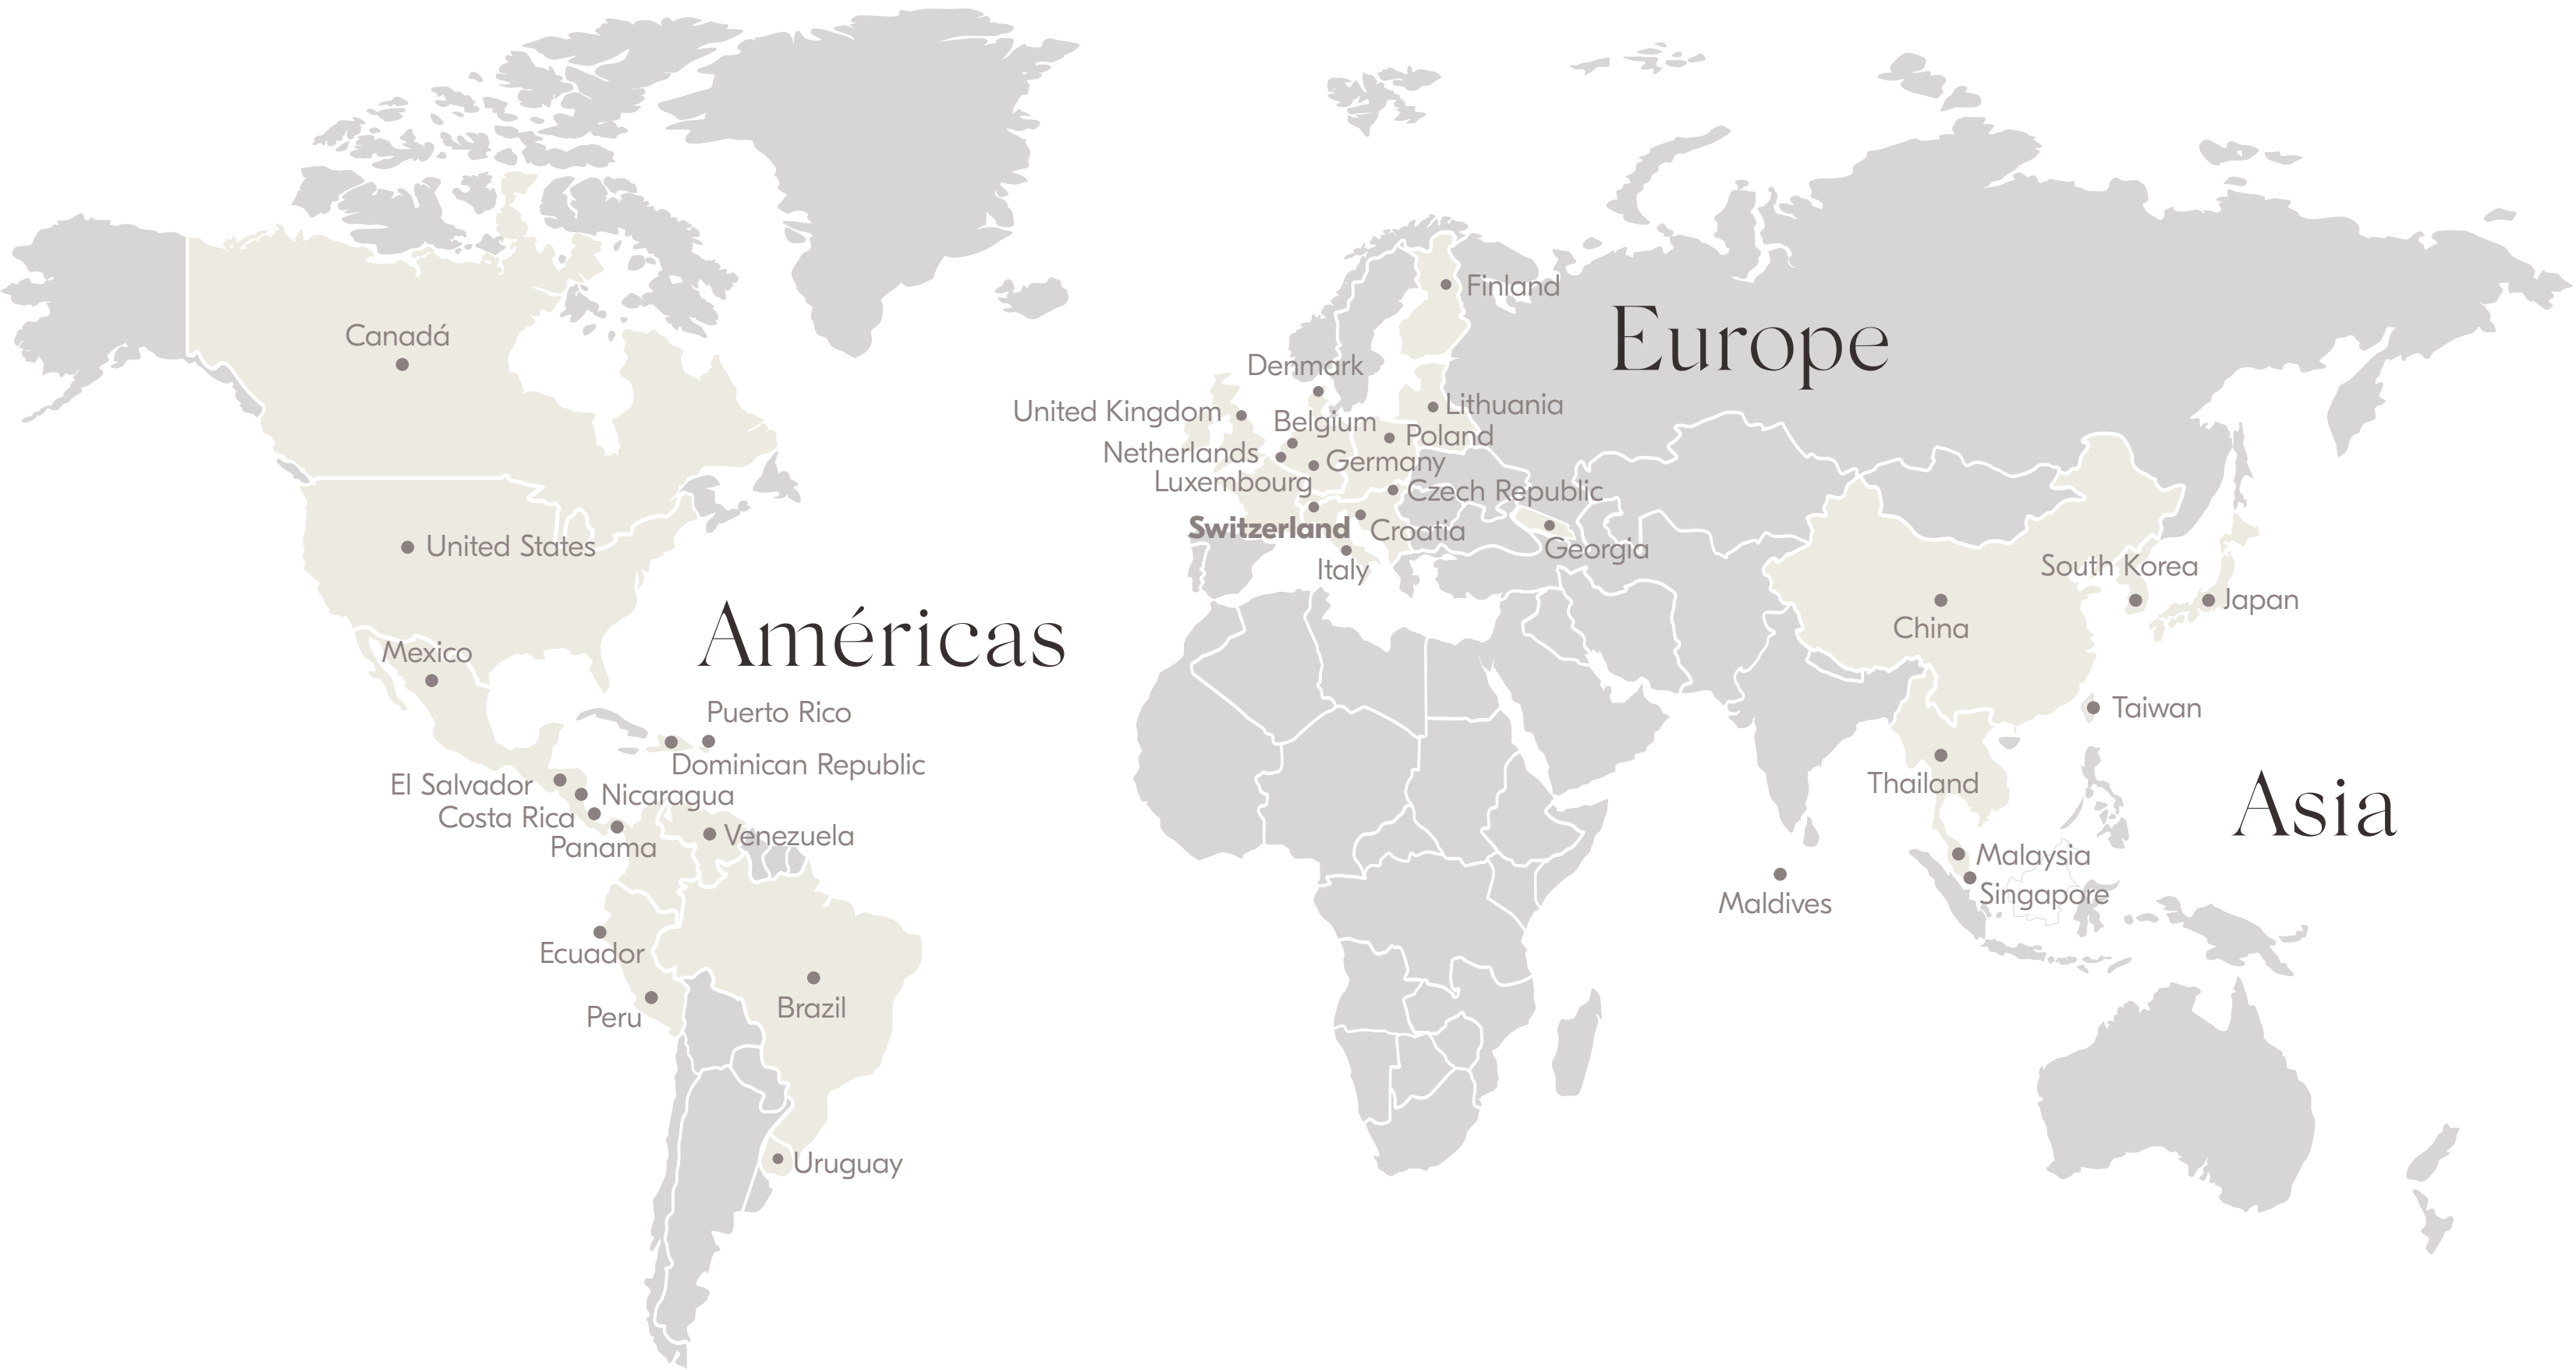 Canadá
United States
Mexico
Américas
Puerto Rico
Dominican Republic
El Salvador
Nicaragua
Costa Rica
Panama
Venezuela
Ecuador
Peru
Brazil
Uruguay
Europe
Finland
Denmark
United Kingdom
Lithuania
Belgium
Poland
Netherlands
Germany
Luxembourg
Czech Republic
Switzerland
Croatia
Georgia
Italy
South Korea
Japan
China
Taiwan
Thailand
Asia
Malaysia
Singapore
Maldives